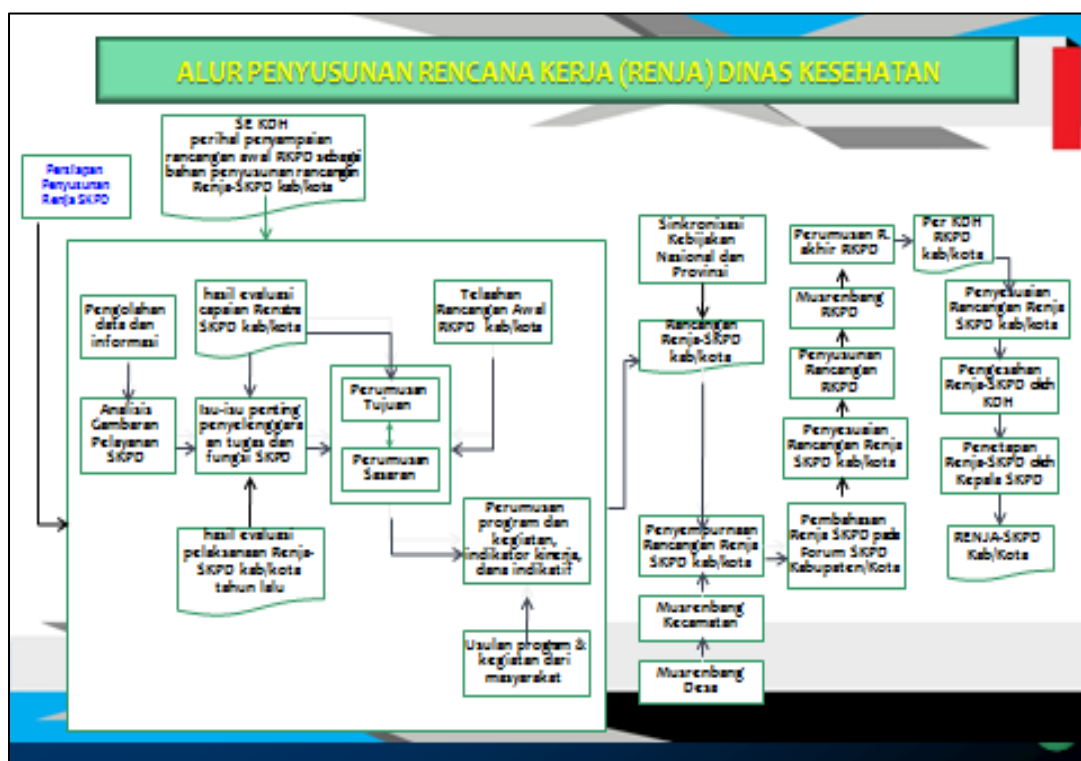 ALUR PENYUSUNAN RENCANA KERJA (RENJA) DINAS KESEHATAN
SE KDH
perihal penyampaian
rancangan awal RKPD sebagai
bahan penyusunan rancangan
Renja-SKPD kab/kota
Persiapan
Penyusunan
Renja SKPD
Pengolahan
data dan
informasi
hasil evaluasi
capaian Renstra
SKPD kab/kota
Telaahan
Rancangan Awal
RKPD kab/kota
Analisis
Gambaran
Pelayanan
SKPD
Isu-isu penting
penyelenggara
an tugas dan
fungsi SKPD
Perumusan
Tujuan
Perumusan
Sasaran
hasil evaluasi
pelaksanaan Renja-
SKPD kab/kota
tahun lalu
Perumusan
program dan
kegiatan,
indikator kinerja,
dana indikatif
Usulan program &
kegiatan dari
masyarakat
Sinkronisasi
Kebijakan
Nasional dan
Provinsi
Rancangan
Renja-SKPD
kab/kota
Penyempurnaan
Rancangan Renja
SKPD kab/kota
Musrenbang
Kecamatan
Musrenbang
Desa
Perumusan R.
akhir RKPD
Musrenbang
RKPD
Penyusunan
Rancangan
RKPD
Penyesuaian
Rancangan Renja
SKPD kab/kota
Pembahasan
Renja SKPD pada
Forum SKPD
Kabupaten/Kota
Per KDH
RKPD
kab/kota
Penyesuaian
Rancangan Renja
SKPD kab/kota
Pengesahan
Renja-SKPD oleh
KDH
Penetapan
Renja-SKPD oleh
Kepala SKPD
RENJA-SKPD
Kab/Kota